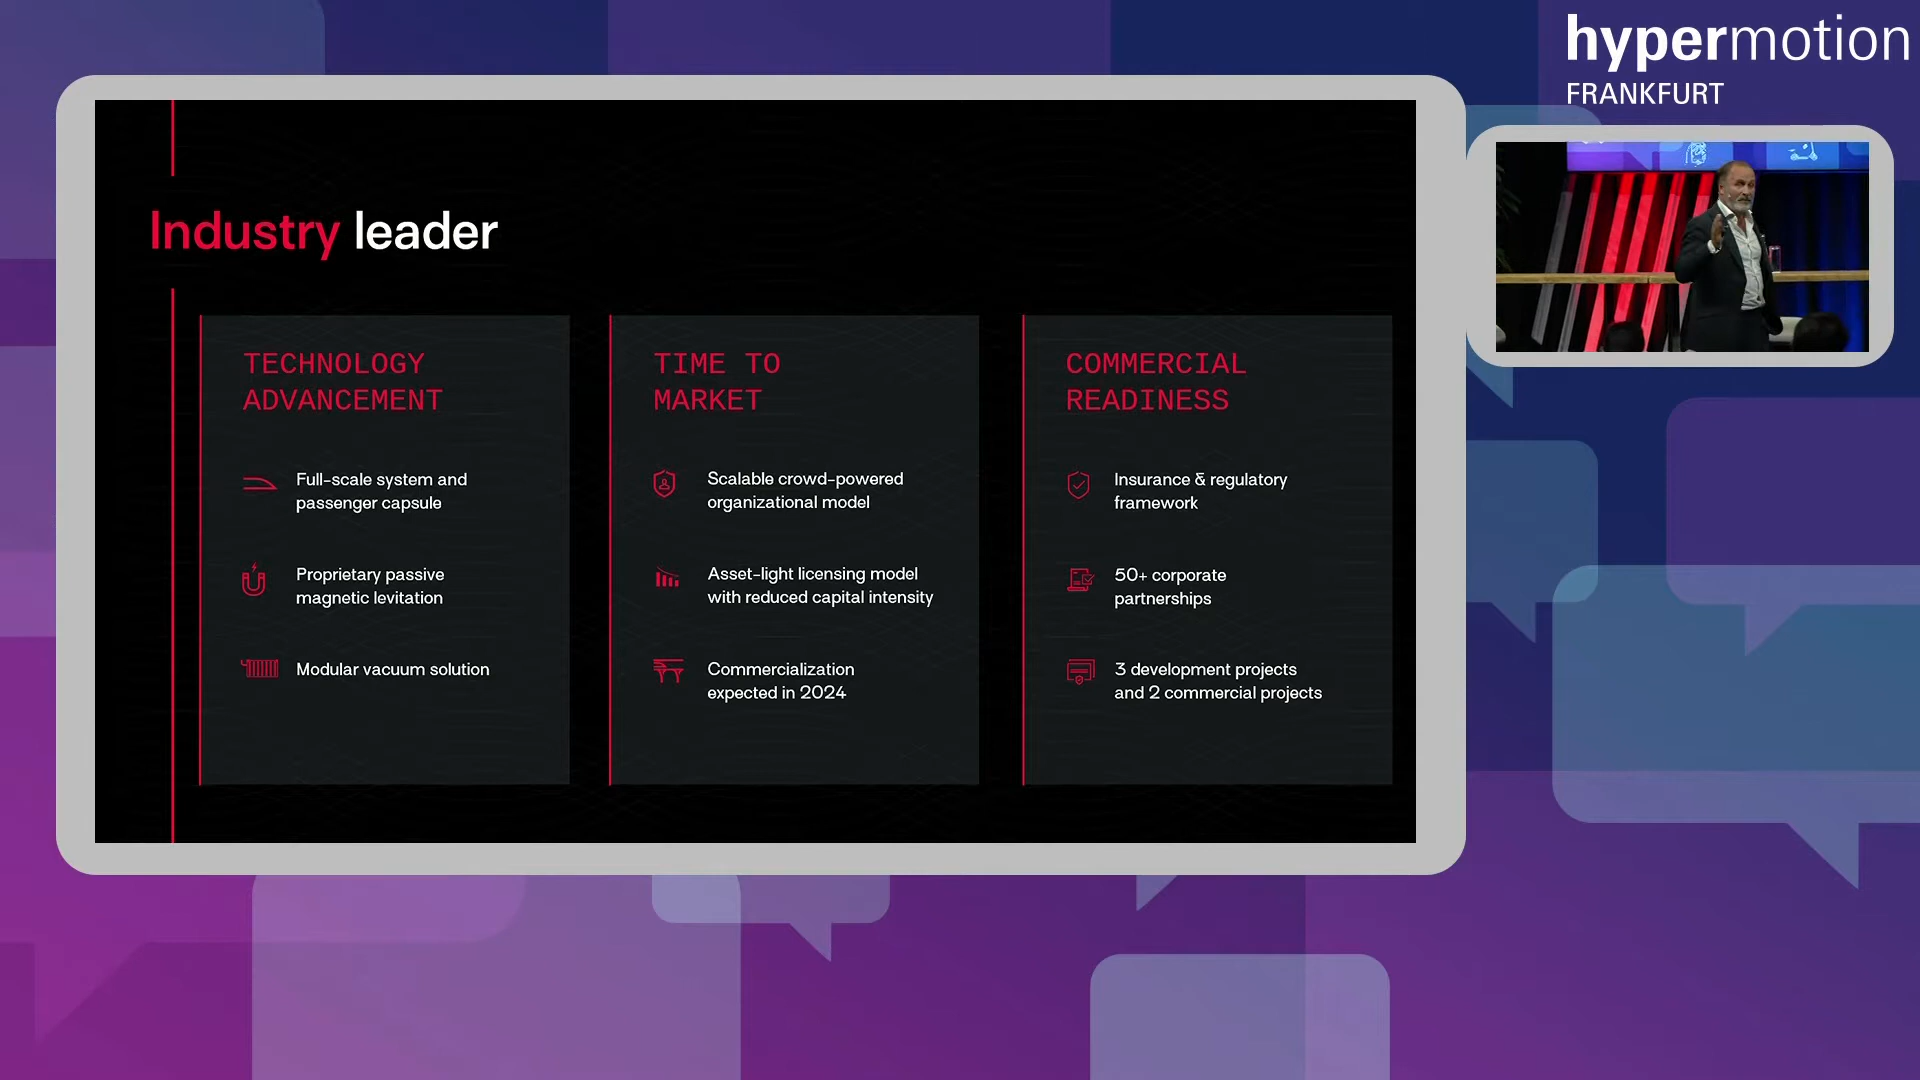 hypermotion
FRANKFURT
Industry leader
TECHNOLOGY
ADVANCEMENT
Full-scale system and
passenger capsule
Proprietary passive
magnetic levitation
Modular vacuum solution
TIME TO
MARKET
Scalable crowd-powered
organizational model
Asset-light licensing model
with reduced capital intensity
Commercialization
expected in 2024
COMMERCIAL
READINESS
Insurance & regulatory
framework
50+ corporate
partnerships
3 development projects
and 2 commercial projects